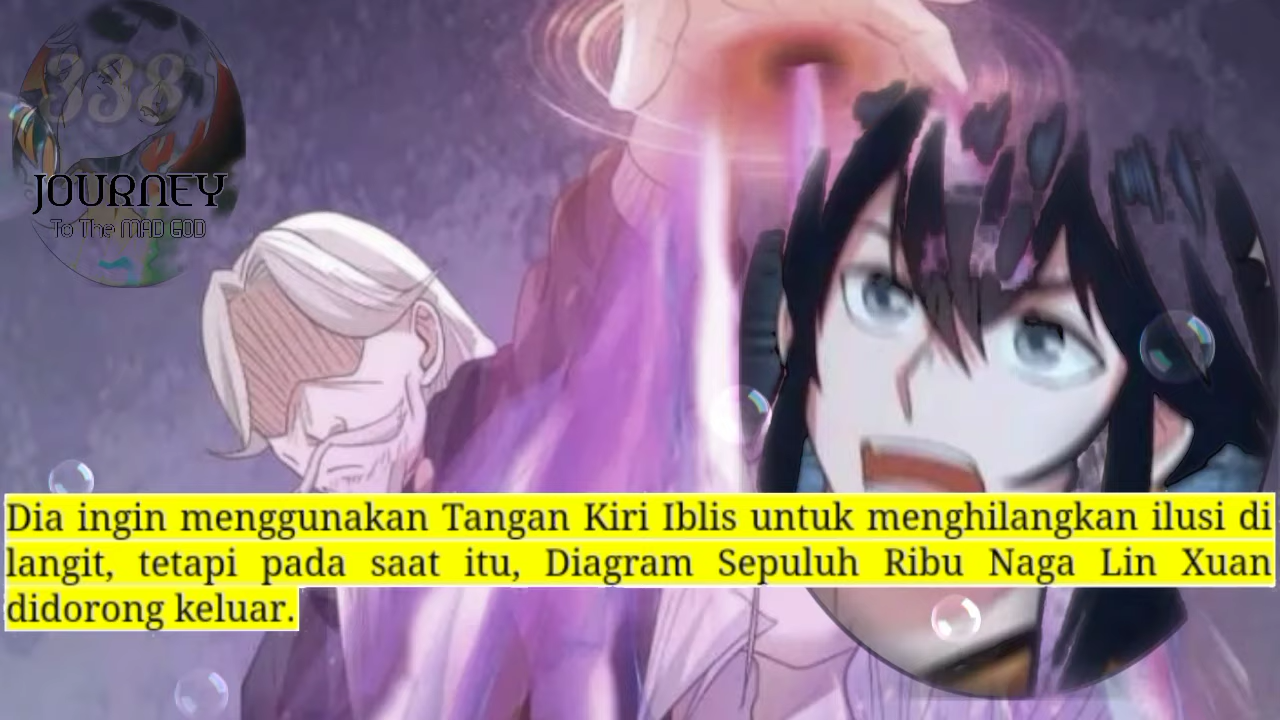 338
JOURNEY
To The MAD GOD
Dia ingin menggunakan Tangan Kiri Iblis untuk menghilangkan ilusi di
langit, tetapi pada saat itu, Diagram Sepuluh Ribu Naga Lin Xuan
didorong keluar.